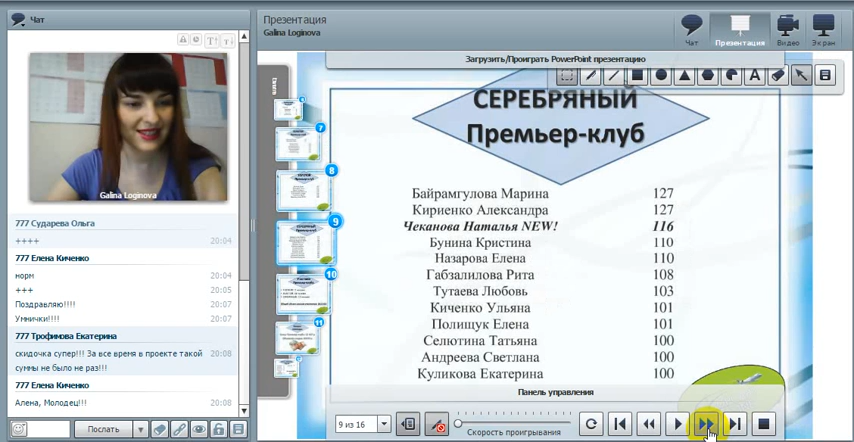 Чат
Galina Loginova
777 Сударева Ольга
++++ 20:04
777 Елена Киченко
норм 20:04
+++ 20:05
Поздравляю!!!! 20:07
Умнички!!!! 20:07
777 Трофимова Екатерина
скидочка супер!!! За все время в проекте такой 20:08
суммы не было не раз!!!
777 Елена Киченко
Алена, Молодец!!! 20:08
Послать
Презентация
Galina Loginova
Чат
Презентация
Видео
Экран
Загрузить/Проиграть PowerPoint презентацию
7
8
9
10
11
СЕРЕБРЯНЫЙ
Премьер-клуб
Байрамгулова Марина 127
Кириенко Александра 127
Чеканова Наталья NEW! 116
Бунина Кристина 110
Назарова Елена 110
Габзалилова Рита 108
Тутаева Любовь 103
Киченко Ульяна 101
Полищук Елена 101
Селютина Татьяна 100
Андреева Светлана 100
Куликова Екатерина 100
Панель управления
9 из 16
Скорость проигрывания